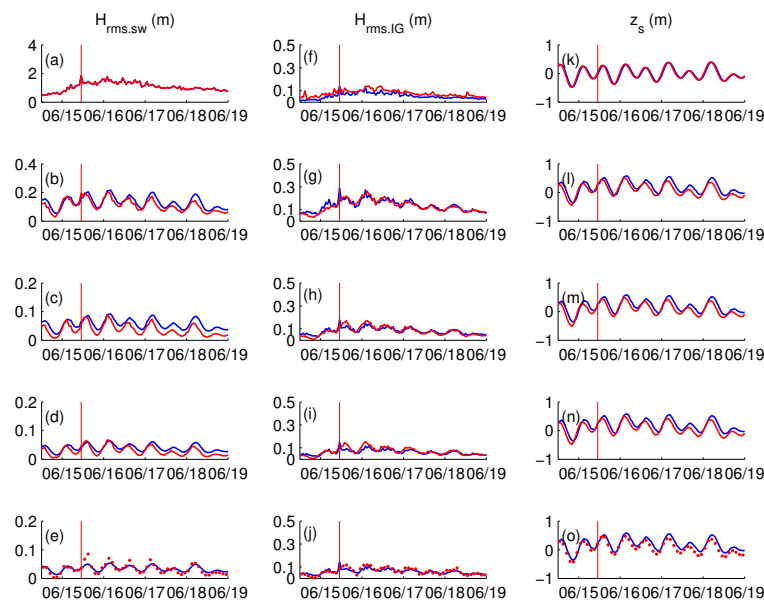 H_rms.sw (m) H_rms.IG (m) z_s (m)
4 (a) 0.5 (f) 1 (k)
2 0.3 0
0 0.1 0 −1
06/15 06/16 06/17 06/18 06/19 06/15 06/16 06/17 06/18 06/19 06/15 06/16 06/17 06/18 06/19
0.4 (b) 0.5 (g) 1 (l)
0.2 0.3 0
0 0.1 0 −1
06/15 06/16 06/17 06/18 06/19 06/15 06/16 06/17 06/18 06/19 06/15 06/16 06/17 06/18 06/19
0.2 (c) 0.5 (h) 1 (m)
0.1 0.3 0
0 0.1 0 −1
06/15 06/16 06/17 06/18 06/19 06/15 06/16 06/17 06/18 06/19 06/15 06/16 06/17 06/18 06/19
0.2 (d) 0.5 (i) 1 (n)
0.1 0.3 0
0 0.1 0 −1
06/15 06/16 06/17 06/18 06/19 06/15 06/16 06/17 06/18 06/19 06/15 06/16 06/17 06/18 06/19
0.2 (e) 0.5 (j) 1 (o)
0.1 0.3 0
0 0.1 0 −1
06/15 06/16 06/17 06/18 06/19 06/15 06/16 06/17 06/18 06/19 06/15 06/16 06/17 06/18 06/19